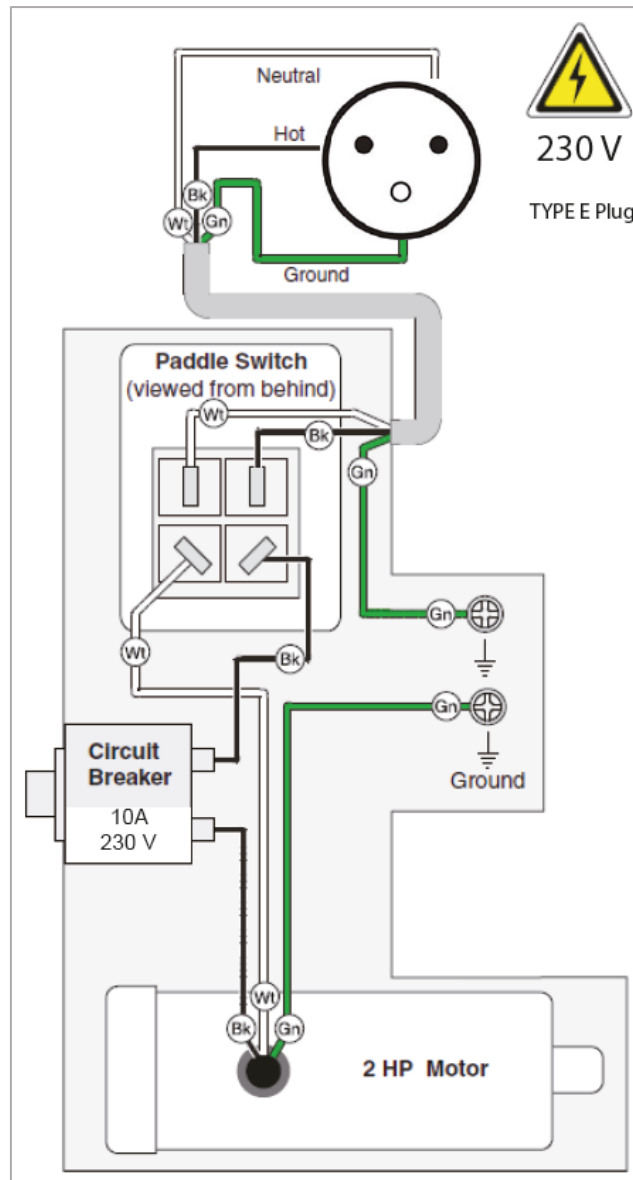 Neutral
Hot
230 V
TYPE E Plug
Bk
Wt
Gn
Ground
Paddle Switch
(viewed from behind)
Wt
Bk
Gn
Gn
Wt
Bk
Gn
Circuit
Breaker
Ground
10A
230 V
Wt
Bk
Gn
2 HP Motor